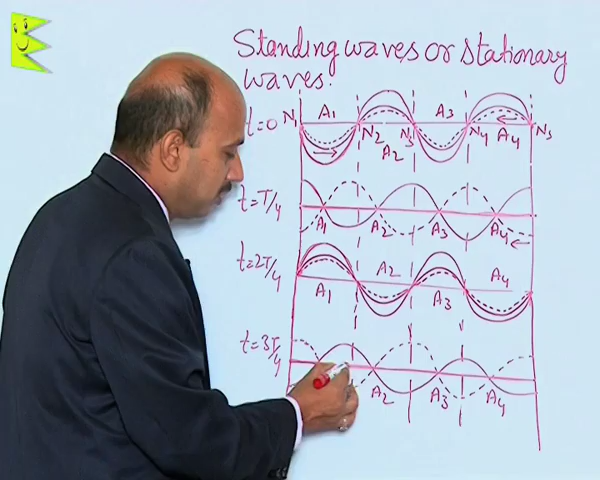 Standing waves or stationary
waves.
A1 A3
t=0 N1 N2 A2 N3 N4 A4 N5
t=T/4 A1 A2 A3 A4
t=2T/4 A1 A2 A3 A4
t=3T/4 A2 A3 A4